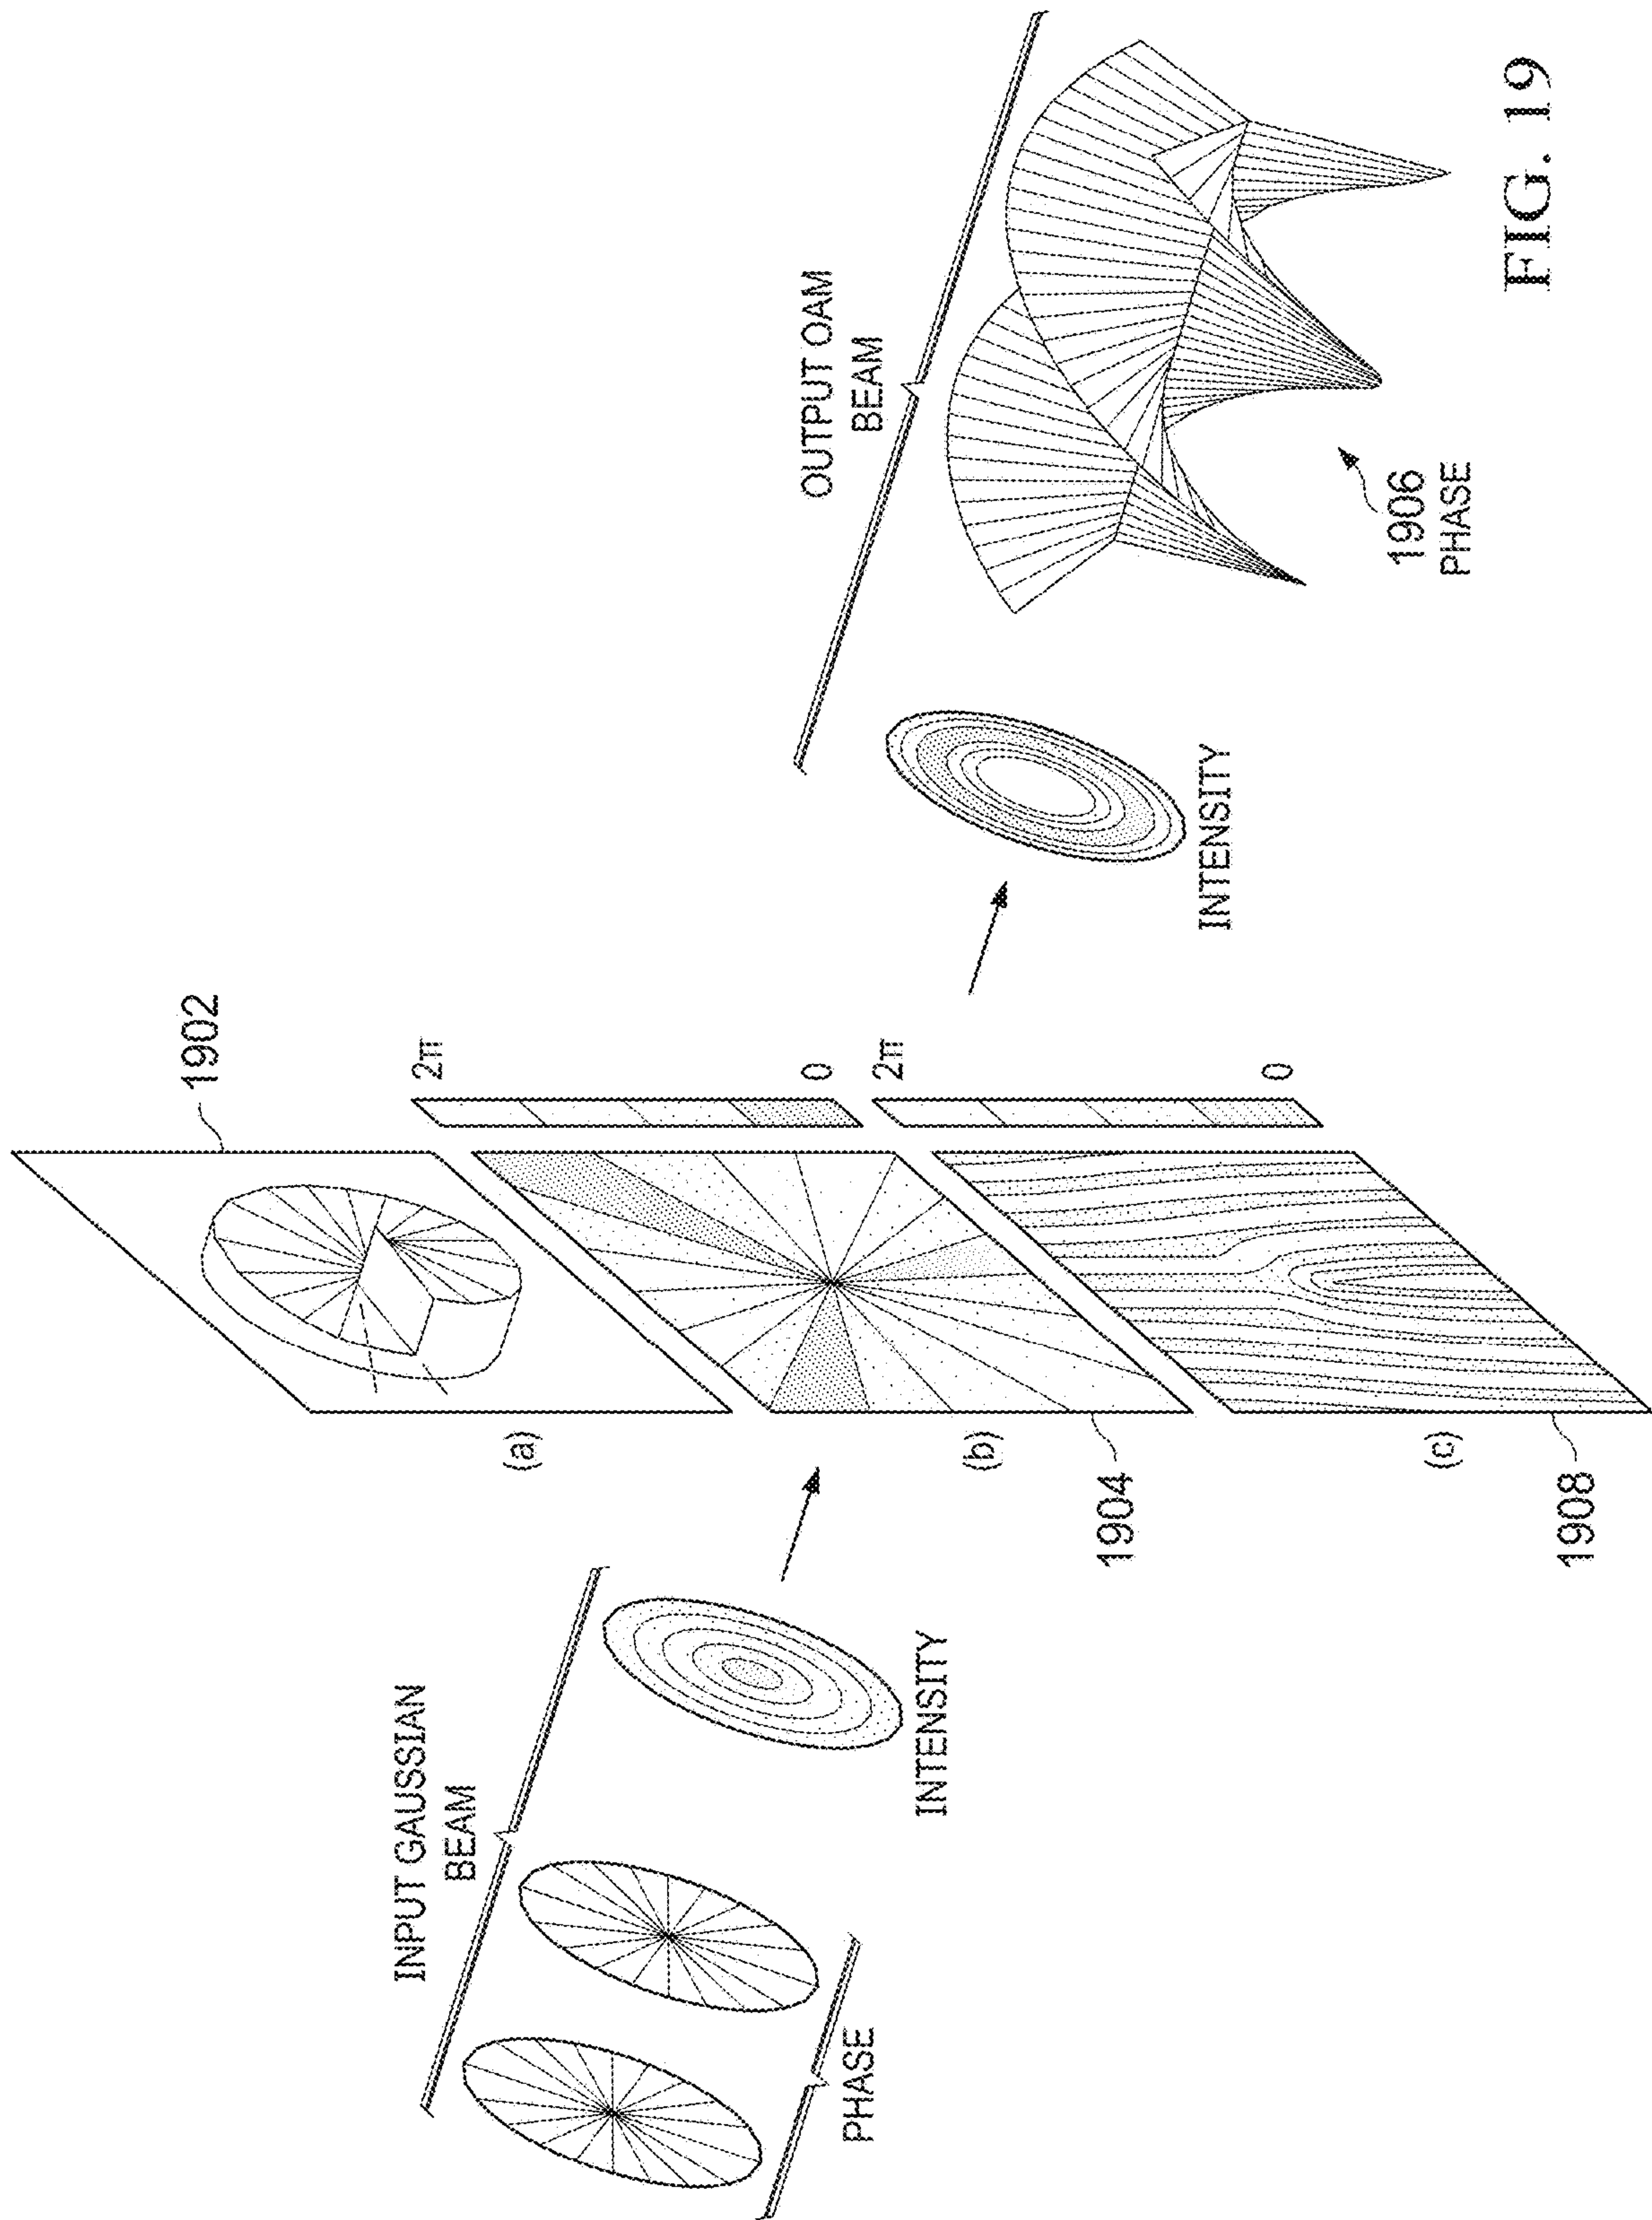 INPUT GAUSSIAN
BEAM
PHASE
INTENSITY
(a)
1902
2π
0
(b)
1904
2π
0
(c)
1908
OUTPUT OAM
BEAM
INTENSITY
1906
PHASE
FIG. 19